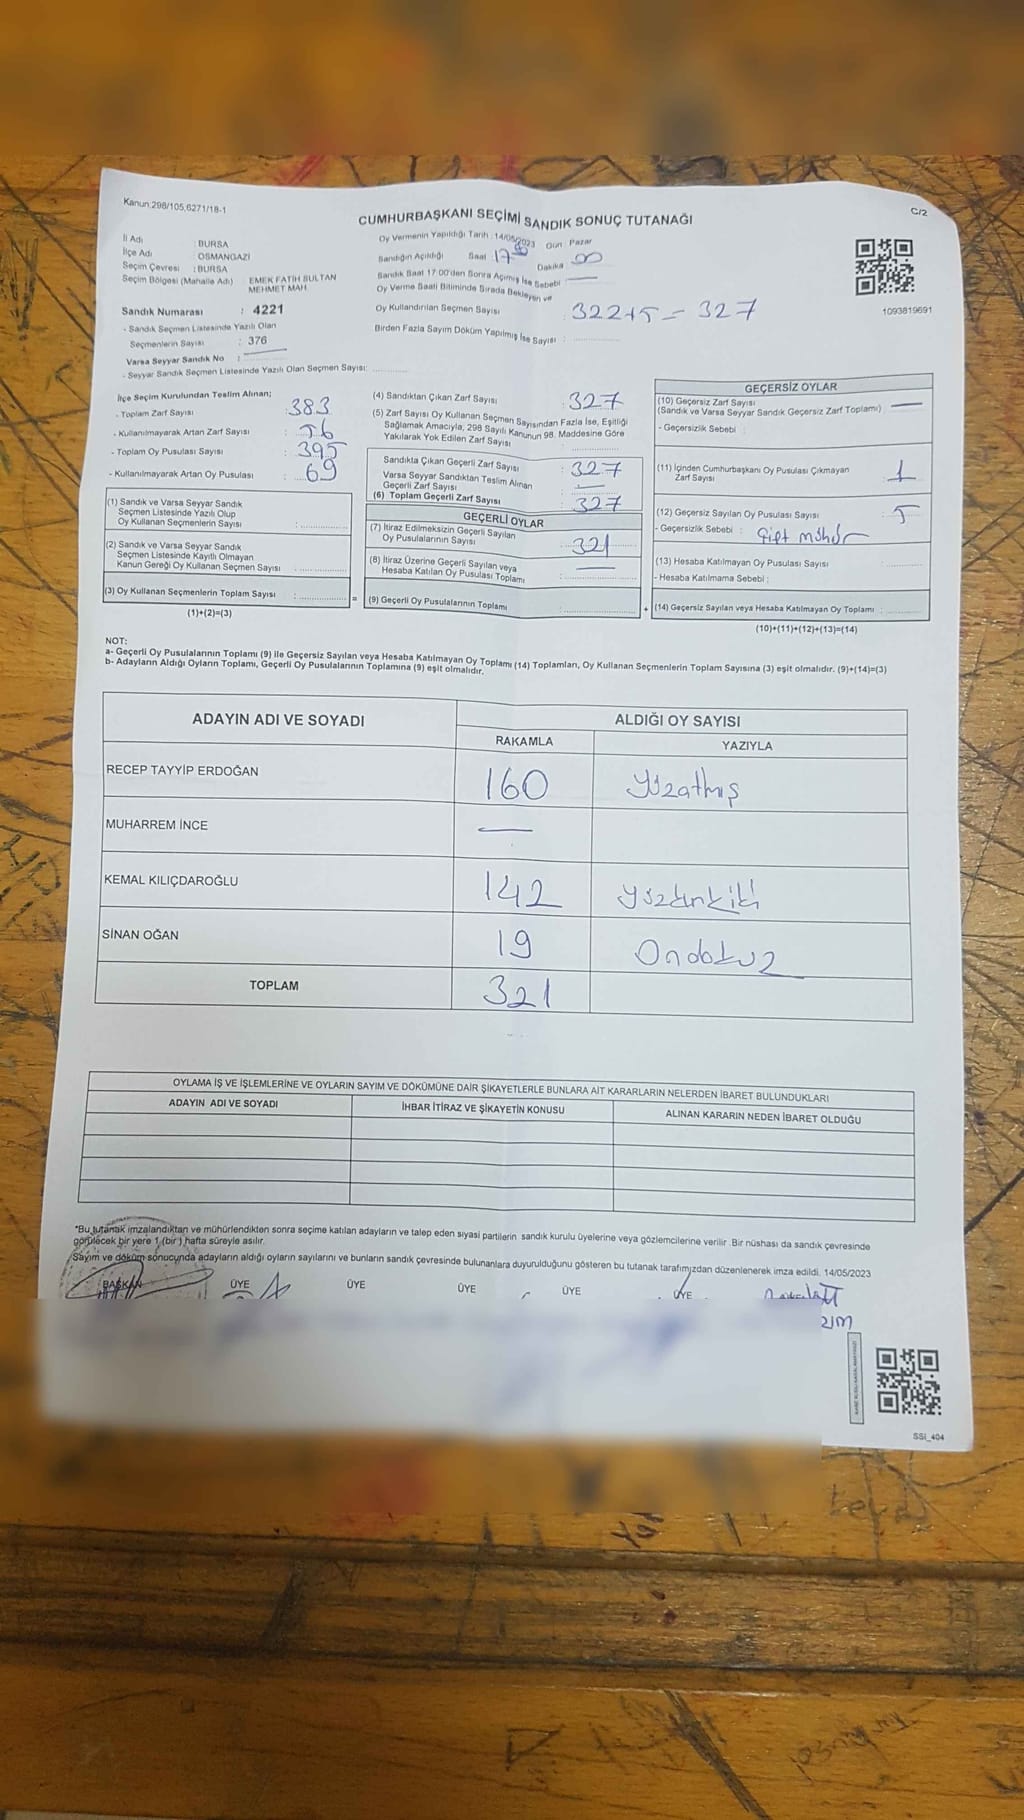 Kanun:298/105,6271/18-1
C/2
CUMHURBAŞKANI SEÇİMİ SANDIK SONUÇ TUTANAĞI
İl Adı : BURSA
İlçe Adı : OSMANGAZİ
Seçim Çevresi : BURSA
Seçim Bölgesi (Mahalle Adı) EMEK FATİH SULTAN
MEHMET MAH.
Sandık Numarası : 4221
- Sandık Seçmen Listesinde Yazılı Olan
Seçmenlerin Sayısı : 376
Varsa Seyyar Sandık No :
- Seyyar Sandık Seçmen Listesinde Yazılı Olan Seçmen Sayısı:
Oy Vermenin Yapıldığı Tarih : 14/05/2023 Gün : Pazar
Sandığın Açıldığı Saat : 17 Dakika : 00
Sandık Saat 17:00'den Sonra Açılmış İse Sebebi :
Oy Verme Saati Bitiminde Sırada Bekleyen ve
Oy Kullandırılan Seçmen Sayısı : 322+5=327
Birden Fazla Sayım Döküm Yapılmış İse Sayısı :
1093819691
İlçe Seçim Kurulundan Teslim Alınan;
- Toplam Zarf Sayısı : 383
- Kullanılmayarak Artan Zarf Sayısı : 56
- Toplam Oy Pusulası Sayısı : 395
- Kullanılmayarak Artan Oy Pusulası : 69
(1) Sandık ve Varsa Seyyar Sandık
Seçmen Listesinde Yazılı Olup
Oy Kullanan Seçmenlerin Sayısı :
(2) Sandık ve Varsa Seyyar Sandık
Seçmen Listesinde Kayıtlı Olmayan
Kanun Gereği Oy Kullanan Seçmen Sayısı :
(3) Oy Kullanan Seçmenlerin Toplam Sayısı :
(1)+(2)=(3)
(4) Sandıktan Çıkan Zarf Sayısı : 327
(5) Zarf Sayısı Oy Kullanan Seçmen Sayısından Fazla İse, Eşitliği
Sağlamak Amacıyla, 298 Sayılı Kanunun 98. Maddesine Göre
Yakılarak Yok Edilen Zarf Sayısı
Sandıkta Çıkan Geçerli Zarf Sayısı : 327
Varsa Seyyar Sandıktan Teslim Alınan
Geçerli Zarf Sayısı :
(6) Toplam Geçerli Zarf Sayısı : 327
GEÇERLİ OYLAR
(7) İtiraz Edilmeksizin Geçerli Sayılan
Oy Pusulalarının Sayısı : 321
(8) İtiraz Üzerine Geçerli Sayılan veya
Hesaba Katılan Oy Pusulası Toplamı :
= (9) Geçerli Oy Pusulalarının Toplamı :
GEÇERSİZ OYLAR
(10) Geçersiz Zarf Sayısı
(Sandık ve Varsa Seyyar Sandık Geçersiz Zarf Toplamı) :
- Geçersizlik Sebebi :
(11) İçinden Cumhurbaşkanı Oy Pusulası Çıkmayan
Zarf Sayısı : 1
(12) Geçersiz Sayılan Oy Pusulası Sayısı : 5
- Geçersizlik Sebebi : Çift mühür
(13) Hesaba Katılmayan Oy Pusulası Sayısı :
- Hesaba Katılmama Sebebi :
+ (14) Geçersiz Sayılan veya Hesaba Katılmayan Oy Toplamı :
(10)+(11)+(12)+(13)=(14)
NOT:
a- Geçerli Oy Pusulalarının Toplamı (9) ile Geçersiz Sayılan veya Hesaba Katılmayan Oy Toplamı (14) Toplamları, Oy Kullanan Seçmenlerin Toplam Sayısına (3) eşit olmalıdır. (9)+(14)=(3)
b- Adayların Aldığı Oyların Toplamı, Geçerli Oy Pusulalarının Toplamına (9) eşit olmalıdır.
ADAYIN ADI VE SOYADI
ALDIĞI OY SAYISI
RAKAMLA YAZIYLA
RECEP TAYYİP ERDOĞAN 160 Yüzatmış
MUHARREM İNCE
KEMAL KILIÇDAROĞLU 142 yüzkırkiki
SİNAN OĞAN 19 Ondokuz
TOPLAM 321
OYLAMA İŞ VE İŞLEMLERİNE VE OYLARIN SAYIM VE DÖKÜMÜNE DAİR ŞİKAYETLERLE BUNLARA AİT KARARLARIN NELERDEN İBARET BULUNDUKLARI
ADAYIN ADI VE SOYADI İHBAR İTİRAZ VE ŞİKAYETİN KONUSU ALINAN KARARIN NEDEN İBARET OLDUĞU
*Bu tutanak imzalandıktan ve mühürlendikten sonra seçime katılan adayların ve talep eden siyasi partilerin sandık kurulu üyelerine veya gözlemcilerine verilir. Bir nüshası da sandık çevresinde
görülecek bir yere 1 (bir) hafta süreyle asılır.
Sayım ve döküm sonucunda adayların aldığı oyların sayılarını ve bunların sandık çevresinde bulunanlara duyurulduğunu gösteren bu tutanak tarafımızdan düzenlenerek imza edildi. 14/05/2023
BAŞKAN ÜYE ÜYE ÜYE ÜYE ÜYE
SSİ_404